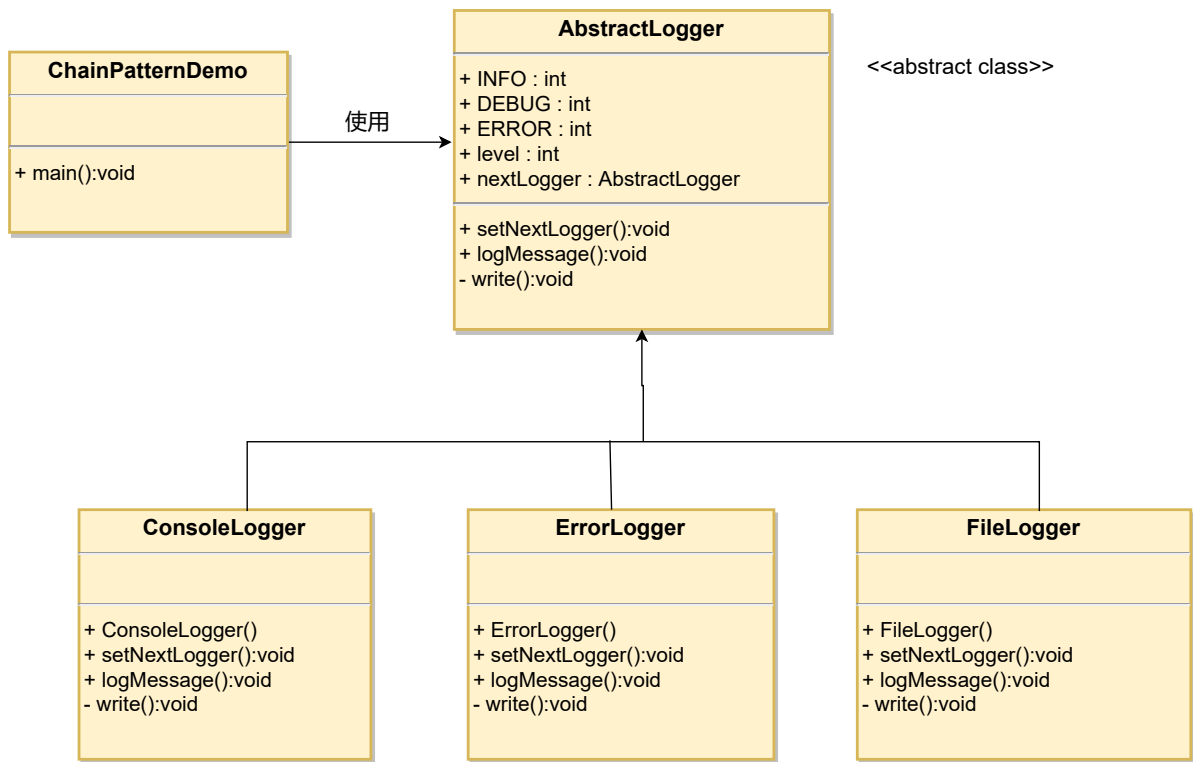 ChainPatternDemo
+ main():void
使用
AbstractLogger
+ INFO : int
+ DEBUG : int
+ ERROR : int
+ level : int
+ nextLogger : AbstractLogger
+ setNextLogger():void
+ logMessage():void
- write():void
<<abstract class>>
ConsoleLogger
+ ConsoleLogger()
+ setNextLogger():void
+ logMessage():void
- write():void
ErrorLogger
+ ErrorLogger()
+ setNextLogger():void
+ logMessage():void
- write():void
FileLogger
+ FileLogger()
+ setNextLogger():void
+ logMessage():void
- write():void